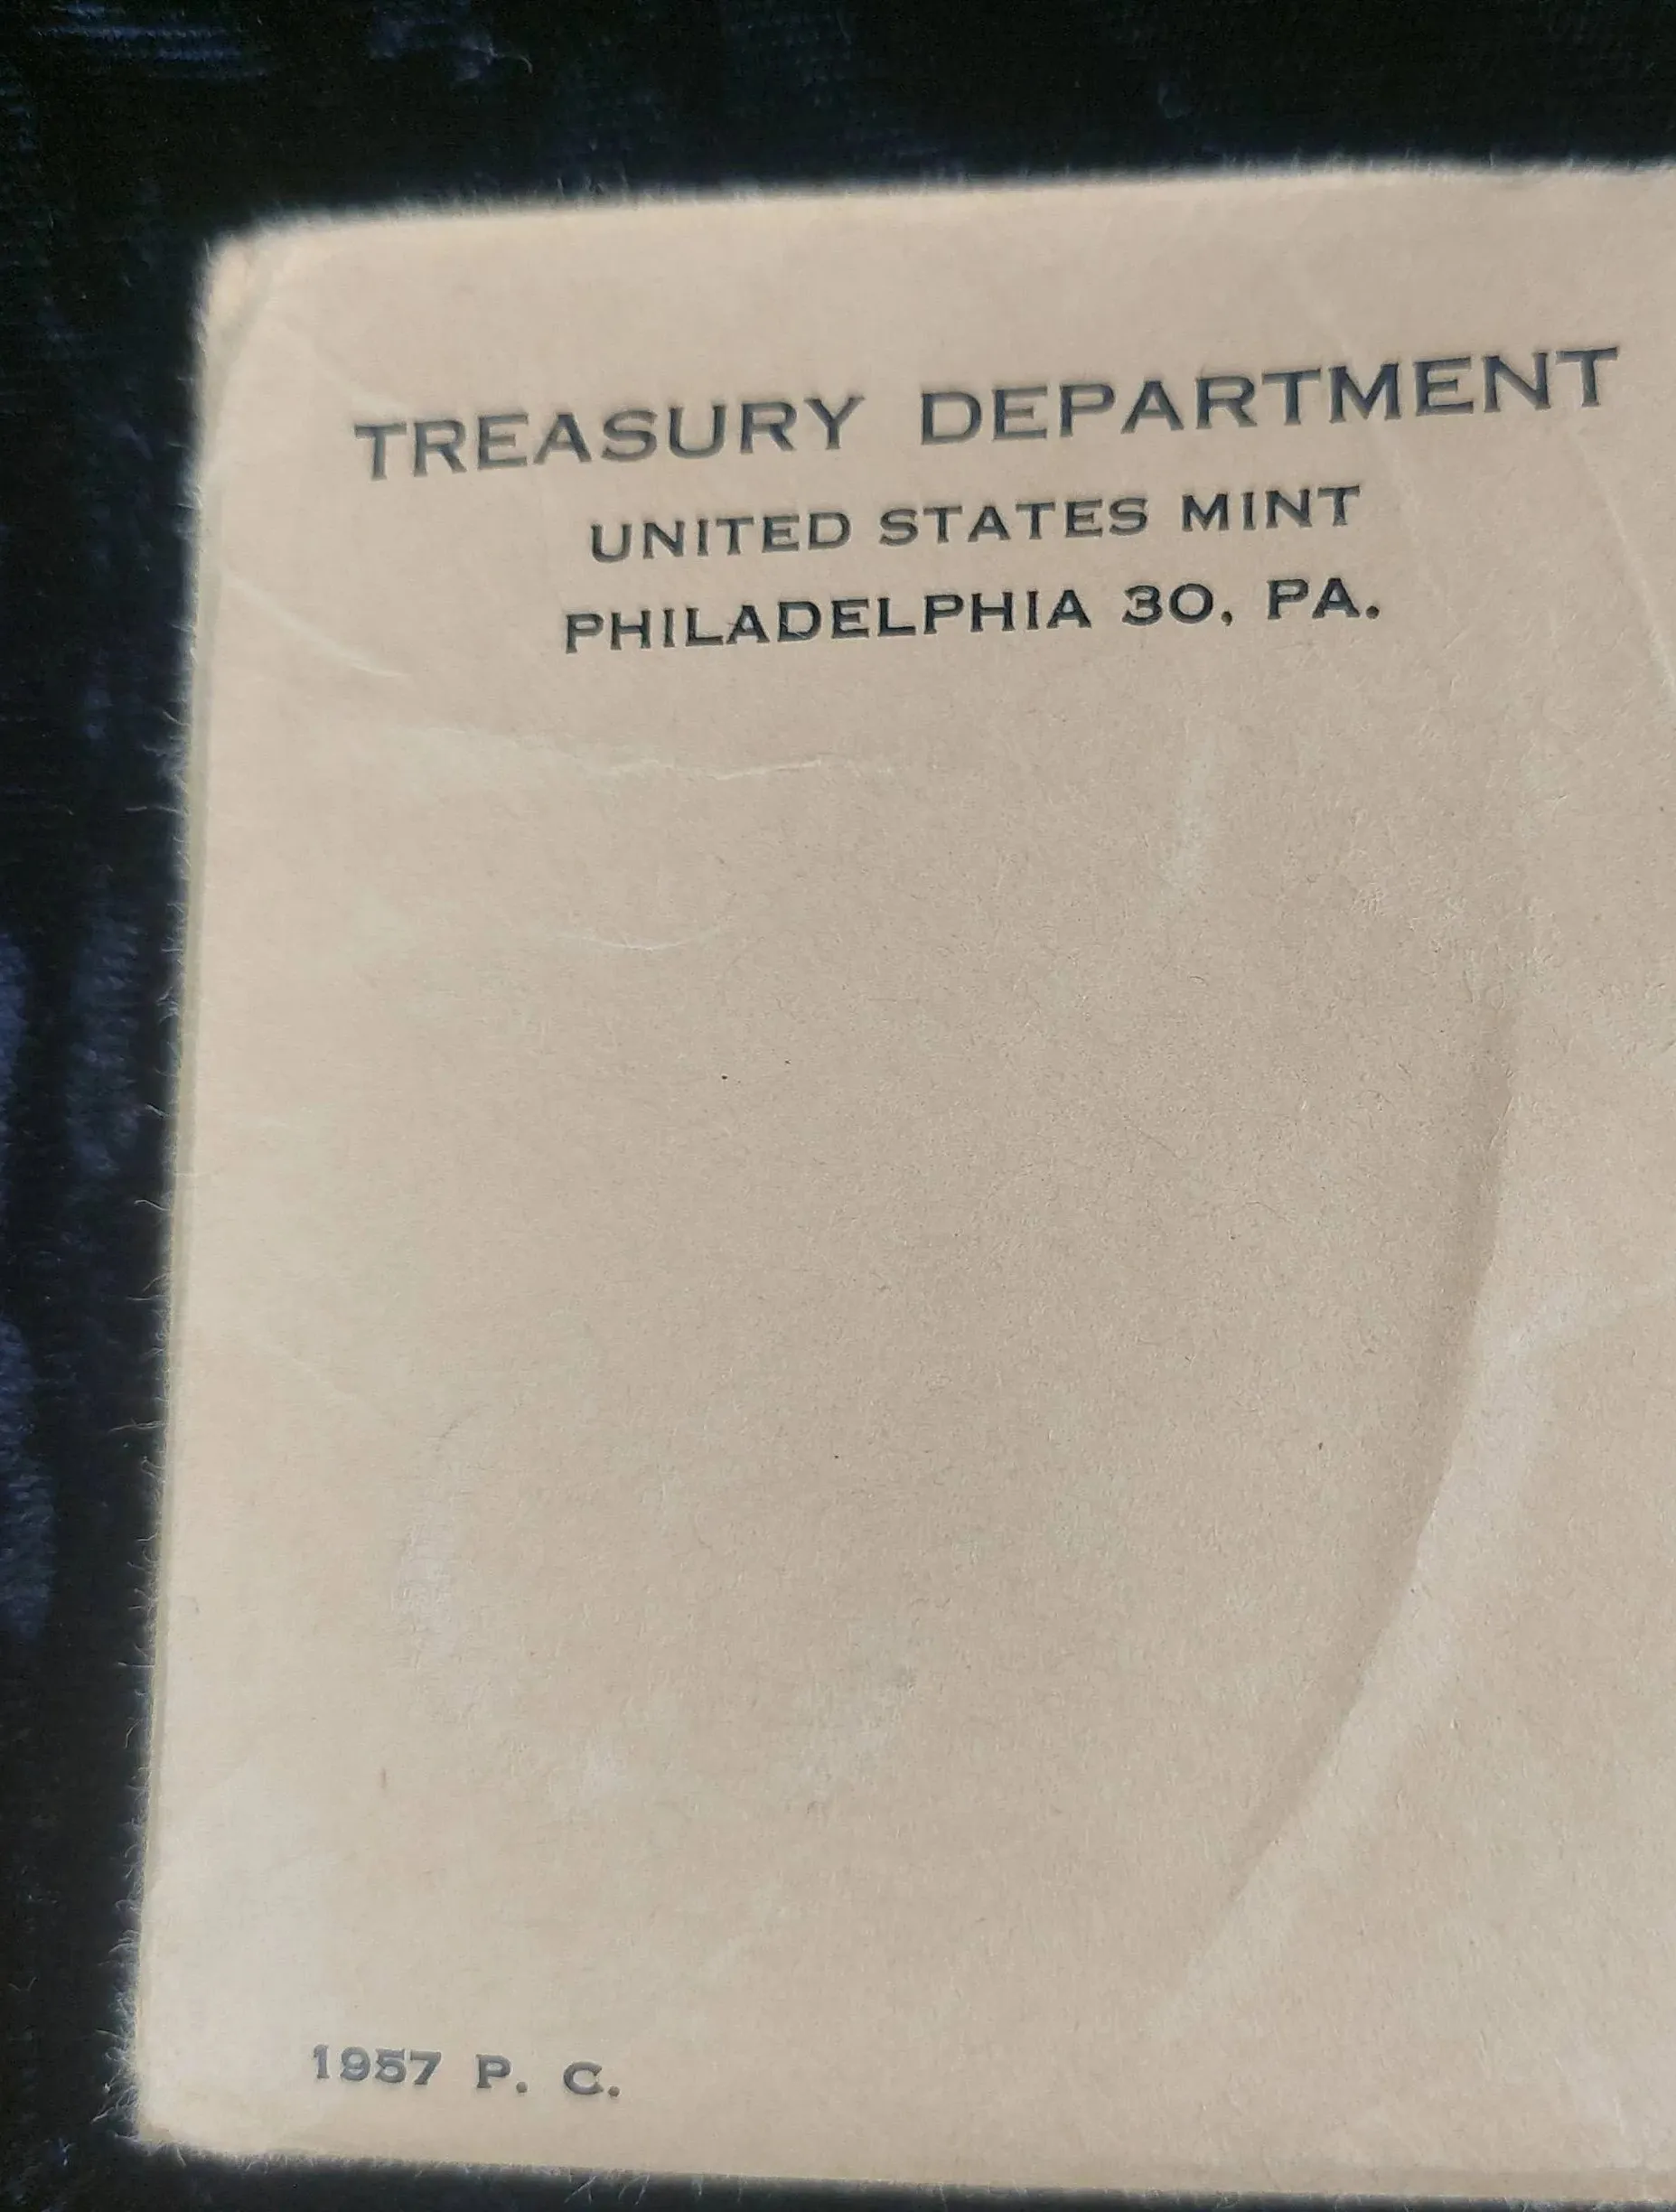 TREASURY DEPARTMENT
UNITED STATES MINT
PHILADELPHIA 30, PA.
1957 P. C.